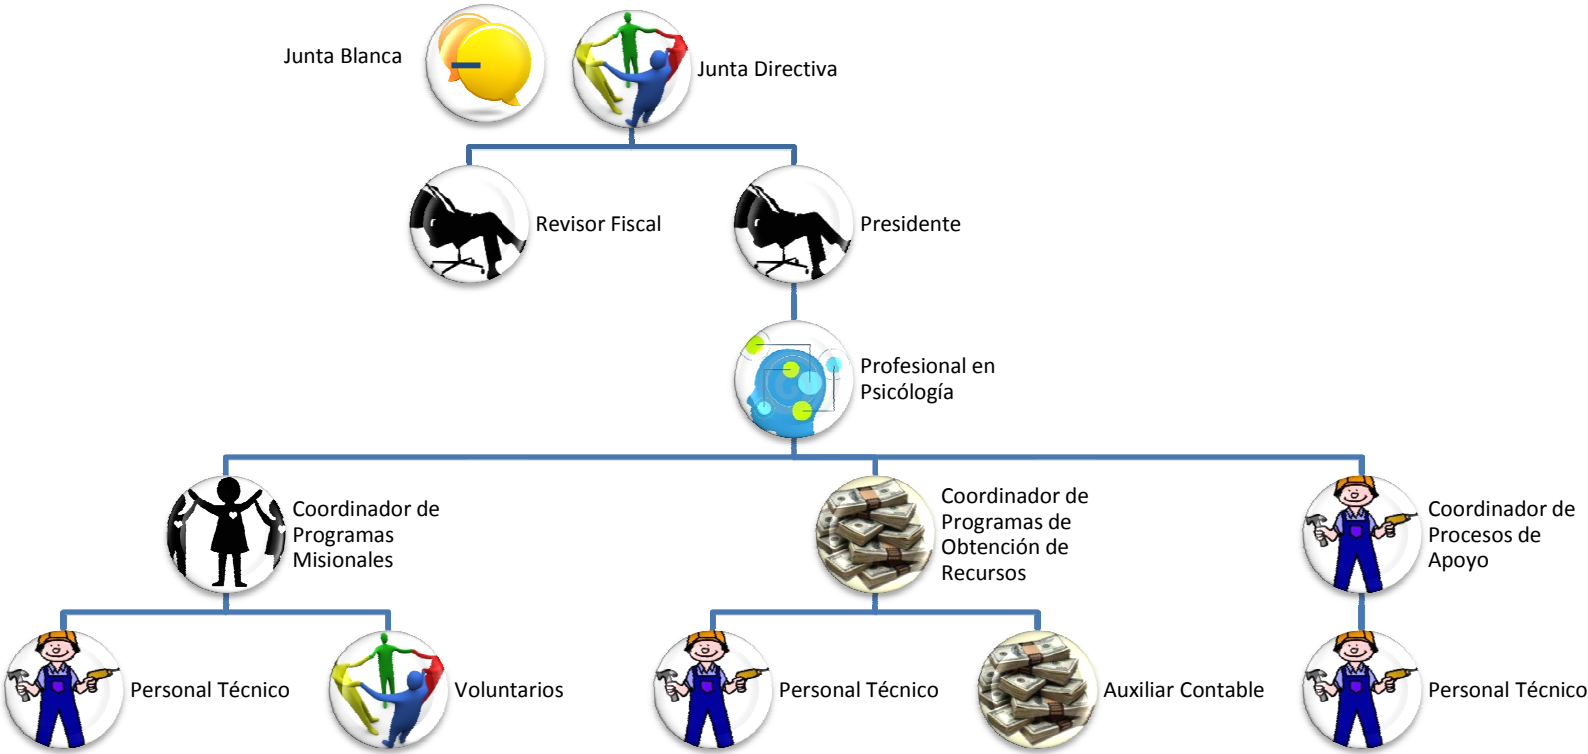 Junta Blanca
Junta Directiva
Revisor Fiscal
Presidente
Profesional en
Psicólogía
Coordinador de
Programas
Misionales
Coordinador de
Programas de
Obtención de
Recursos
Coordinador de
Procesos de
Apoyo
Personal Técnico
Voluntarios
Personal Técnico
Auxiliar Contable
Personal Técnico